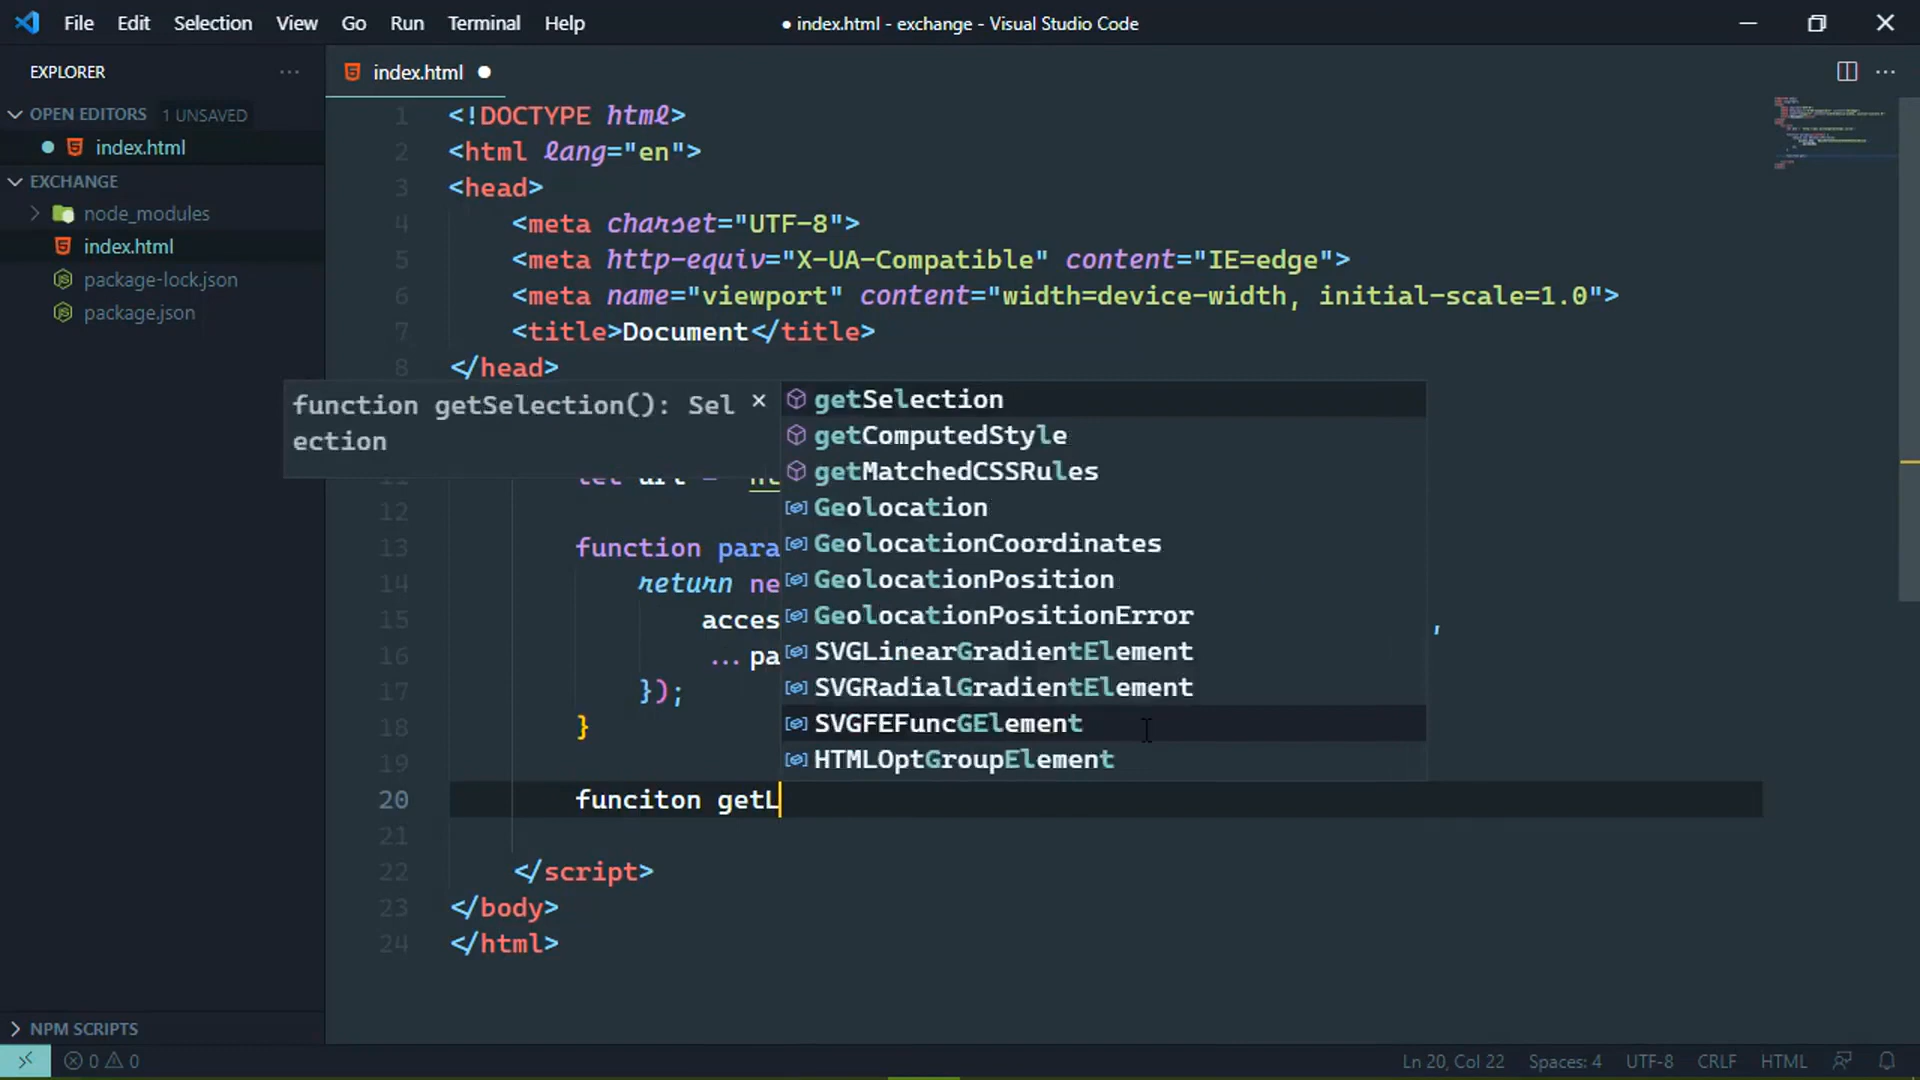 File Edit Selection View Go Run Terminal Help
● index.html - exchange - Visual Studio Code
EXPLORER
OPEN EDITORS 1 UNSAVED
index.html
EXCHANGE
node_modules
index.html
package-lock.json
package.json
NPM SCRIPTS
index.html
1 <!DOCTYPE html>
2 <html lang="en">
3 <head>
4 <meta charset="UTF-8">
5 <meta http-equiv="X-UA-Compatible" content="IE=edge">
6 <meta name="viewport" content="width=device-width, initial-scale=1.0">
7 <title>Document</title>
8 </head>
function getSelection(): Sel
ection
getSelection
getComputedStyle
getMatchedCSSRules
Geolocation
GeolocationCoordinates
GeolocationPosition
GeolocationPositionError
SVGLinearGradientElement
SVGRadialGradientElement
SVGFEFuncGElement
HTMLOptGroupElement
11 let url =
12
13 function para
14 return ne
15 acces ,
16 ...pa
17 });
18 }
19
20 funciton getL
21
22 </script>
23 </body>
24 </html>
0 0
Ln 20, Col 22 Spaces: 4 UTF-8 CRLF HTML